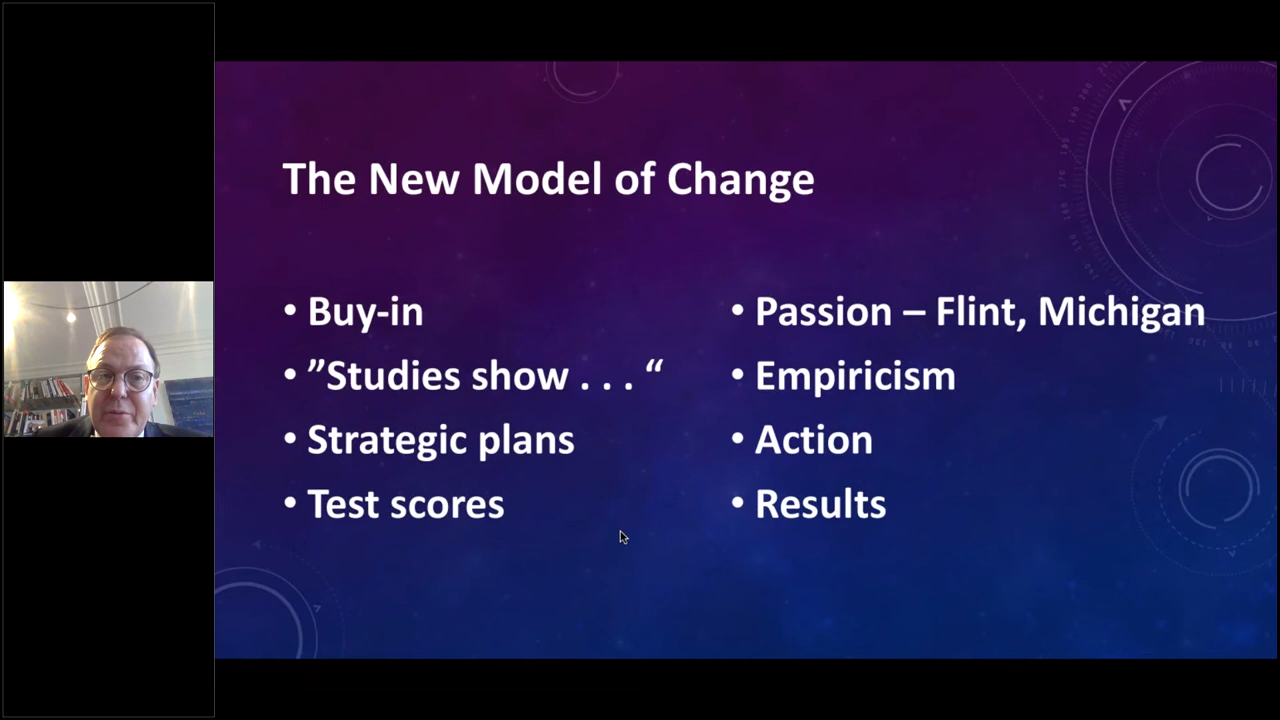 The New Model of Change
• Buy-in
• ”Studies show . . . “
• Strategic plans
• Test scores
• Passion – Flint, Michigan
• Empiricism
• Action
• Results